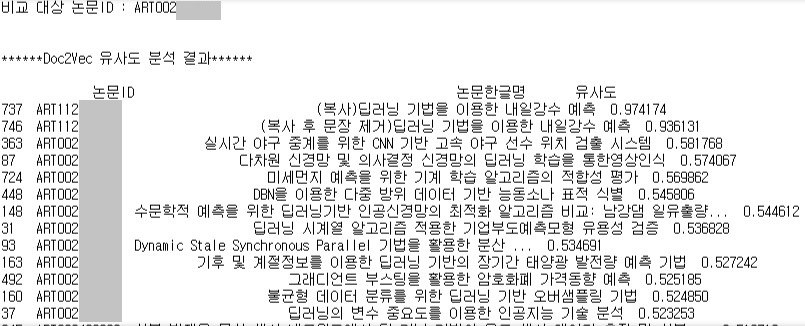 비교 대상 논문ID : ART002
******Doc2Vec 유사도 분석 결과******
논문ID 논문한글명 유사도
737 ART112 (복사)딥러닝 기법을 이용한 내일강수 예측 0.974174
746 ART112 (복사 후 문장 제거)딥러닝 기법을 이용한 내일강수 예측 0.936131
363 ART002 실시간 야구 중계를 위한 CNN 기반 고속 야구 선수 위치 검출 시스템 0.581768
87 ART002 다차원 신경망 및 의사결정 신경망의 딥러닝 학습을 통한영상인식 0.574067
724 ART002 미세먼지 예측을 위한 기계 학습 알고리즘의 적합성 평가 0.569862
448 ART002 DBN을 이용한 다중 방위 데이터 기반 능동소나 표적 식별 0.545806
148 ART002 수문학적 예측을 위한 딥러닝기반 인공신경망의 최적화 알고리즘 비교: 남강댐 일유출량... 0.544612
31 ART002 딥러닝 시계열 알고리즘 적용한 기업부도예측모형 유용성 검증 0.536828
93 ART002 Dynamic Stale Synchronous Parallel 기법을 활용한 분산 ... 0.534691
163 ART002 기후 및 계절정보를 이용한 딥러닝 기반의 장기간 태양광 발전량 예측 기법 0.527242
492 ART002 그래디언트 부스팅을 활용한 암호화폐 가격동향 예측 0.525185
160 ART002 불균형 데이터 분류를 위한 딥러닝 기반 오버샘플링 기법 0.524850
37 ART002 딥러닝의 변수 중요도를 이용한 인공지능 기술 분석 0.523253